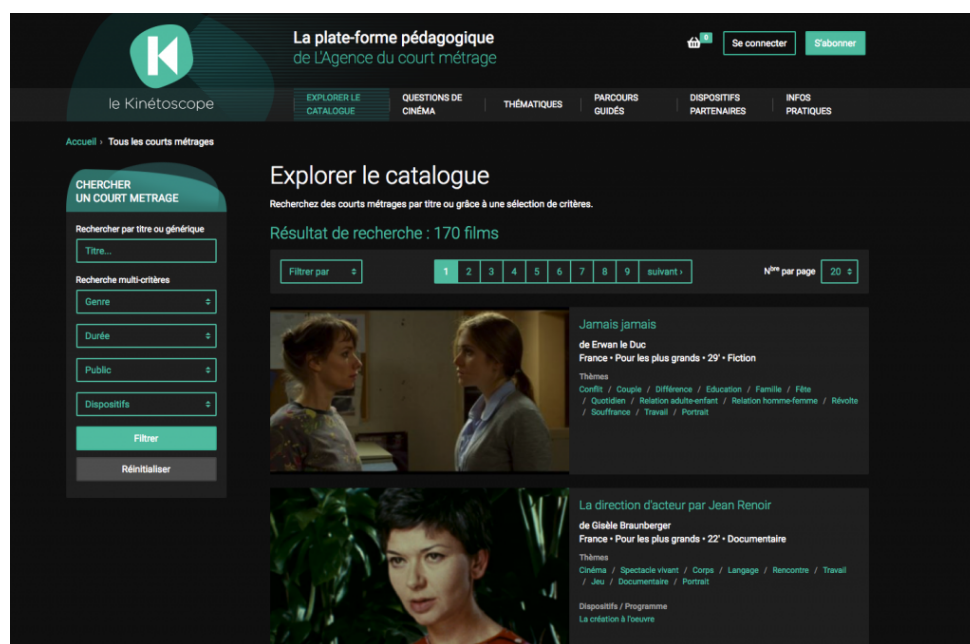 La plate-forme pédagogique
de L'Agence du court métrage
0
Se connecter
S'abonner
K
le Kinétoscope
EXPLORER LE
CATALOGUE
QUESTIONS DE
CINÉMA
THÉMATIQUES
PARCOURS
GUIDÉS
DISPOSITIFS
PARTENAIRES
INFOS
PRATIQUES
Accueil › Tous les courts métrages
CHERCHER
UN COURT METRAGE
Rechercher par titre ou générique
Titre...
Recherche multi-critères
Genre
Durée
Public
Dispositifs
Filtrer
Réinitialiser
Explorer le catalogue
Recherchez des courts métrages par titre ou grâce à une sélection de critères.
Résultat de recherche : 170 films
Filtrer par
1 2 3 4 5 6 7 8 9 suivant ›
Nbre par page 20
Jamais jamais
de Erwan le Duc
France • Pour les plus grands • 29' • Fiction
Thèmes
Conflit / Couple / Différence / Education / Famille / Fête
/ Quotidien / Relation adulte-enfant / Relation homme-femme / Révolte
/ Souffrance / Travail / Portrait
La direction d'acteur par Jean Renoir
de Gisèle Braunberger
France • Pour les plus grands • 22' • Documentaire
Thèmes
Cinéma / Spectacle vivant / Corps / Langage / Rencontre / Travail
/ Jeu / Documentaire / Portrait
Dispositifs / Programme
La création à l'oeuvre